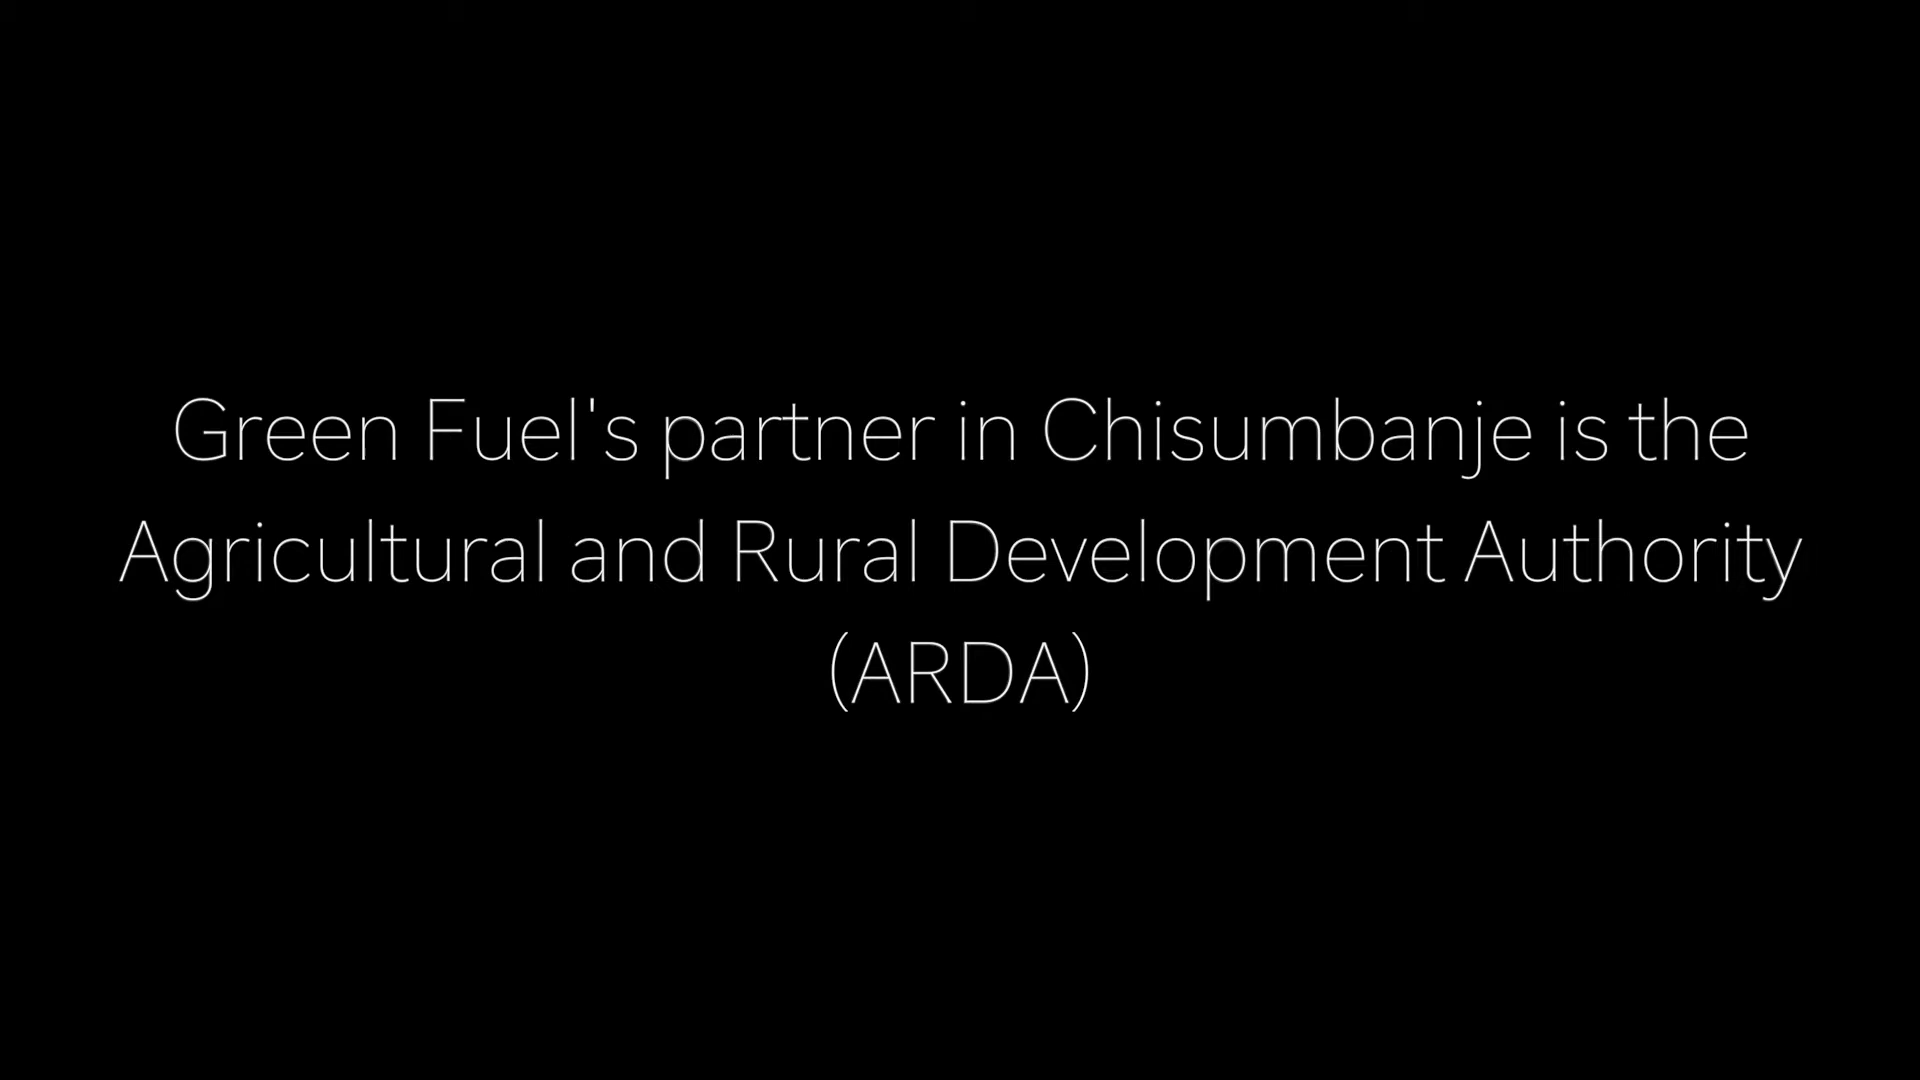 Green Fuel's partner in Chisumbanje is the
Agricultural and Rural Development Authority
(ARDA)